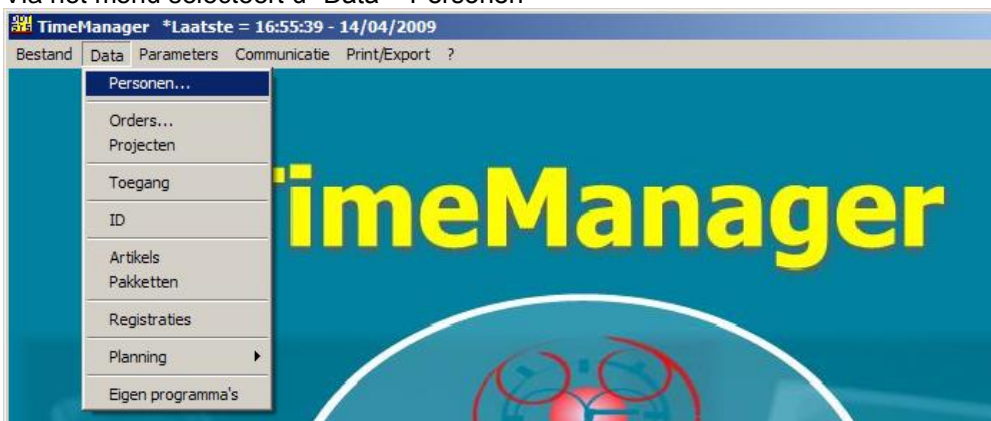 Via het menu selecteert u "Data – Personen"
TimeManager *Laatste = 16:55:39 - 14/04/2009
Bestand Data Parameters Communicatie Print/Export ?
Personen...
Orders...
Projecten
Toegang
ID
Artikels
Pakketten
Registraties
Planning
Eigen programma's
TimeManager